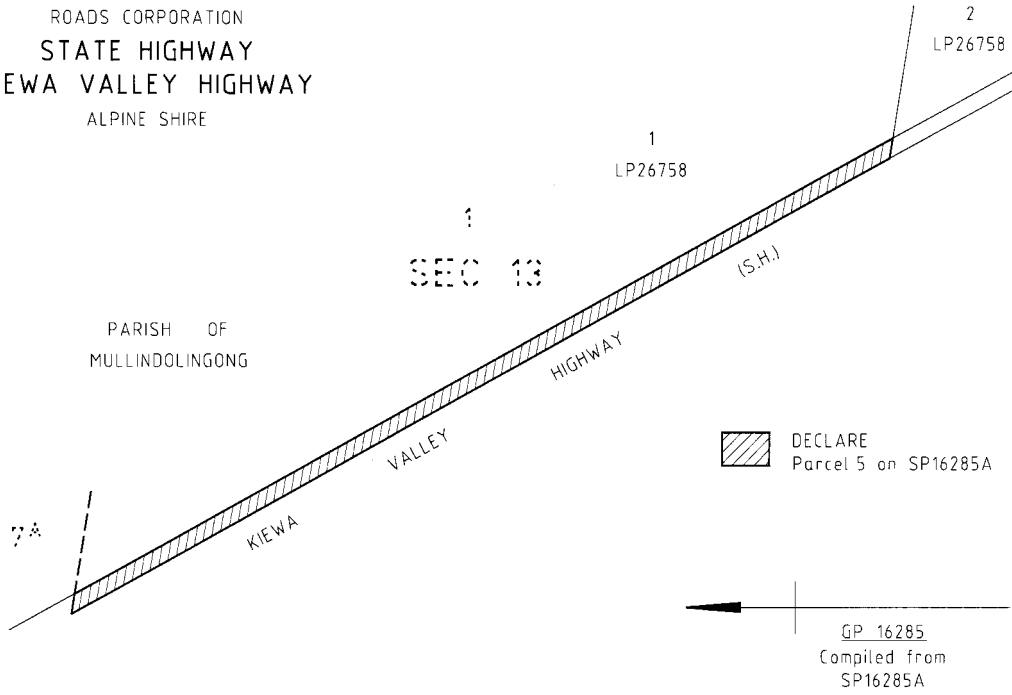 ROADS CORPORATION
STATE HIGHWAY
EWA VALLEY HIGHWAY
ALPINE SHIRE
2
LP26758
1
LP26758
1
SEC 13
PARISH OF
MULLINDOLINGONG
(S.H.)
HIGHWAY
VALLEY
KIEWA
7A
DECLARE
Parcel 5 on SP16285A
GP 16285
Compiled from
SP16285A